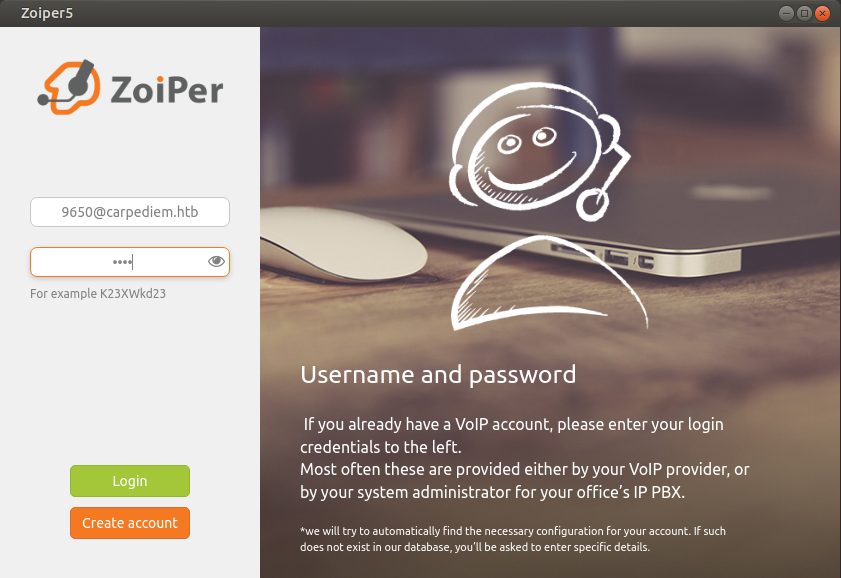 Zoiper5
ZoiPer
9650@carpediem.htb
••••
For example K23XWkd23
Login
Create account
Username and password
If you already have a VoIP account, please enter your login
credentials to the left.
Most often these are provided either by your VoIP provider, or
by your system administrator for your office's IP PBX.
*we will try to automatically find the necessary configuration for your account. If such
does not exist in our database, you'll be asked to enter specific details.